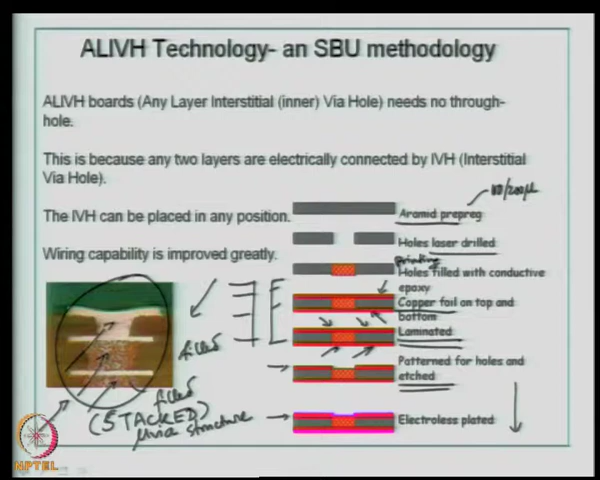 ALIVH Technology- an SBU methodology
ALIVH boards (Any Layer Interstitial (inner) Via Hole) needs no through-
hole.
This is because any two layers are electrically connected by IVH (Interstitial
Via Hole).
The IVH can be placed in any position.
Wiring capability is improved greatly.
Aramid prepreg
Holes laser drilled
printing
Holes filled with conductive
epoxy
Copper foil on top and
bottom
Laminated
Patterned for holes and
etched
Electroless plated
filled
filled
(STACKED)
μvia structure
NPTEL